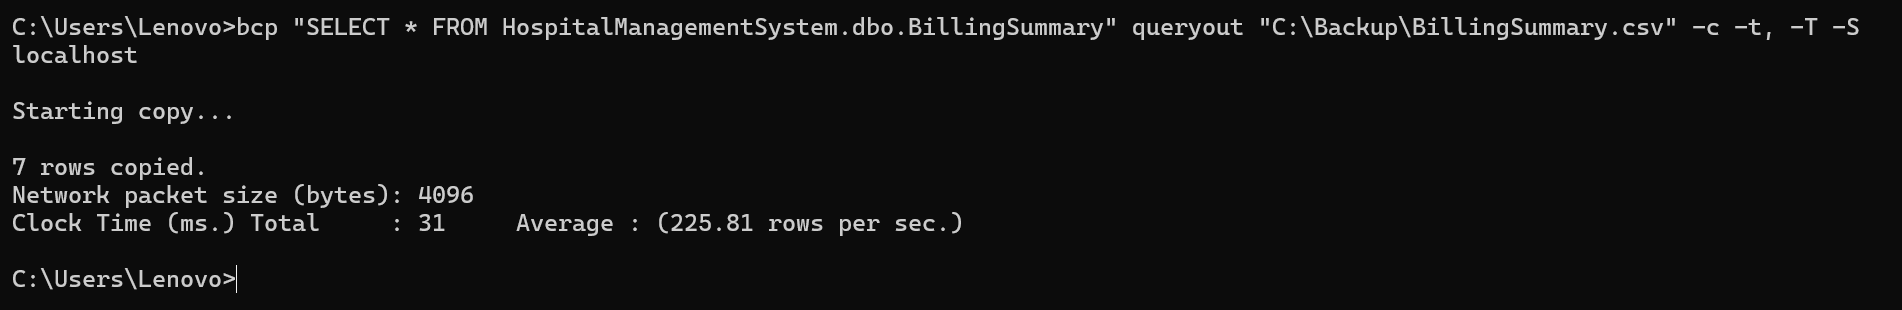 C:\Users\Lenovo>bcp "SELECT * FROM HospitalManagementSystem.dbo.BillingSummary" queryout "C:\Backup\BillingSummary.csv" -c -t, -T -S
localhost
Starting copy...
7 rows copied.
Network packet size (bytes): 4096
Clock Time (ms.) Total     : 31     Average : (225.81 rows per sec.)
C:\Users\Lenovo>